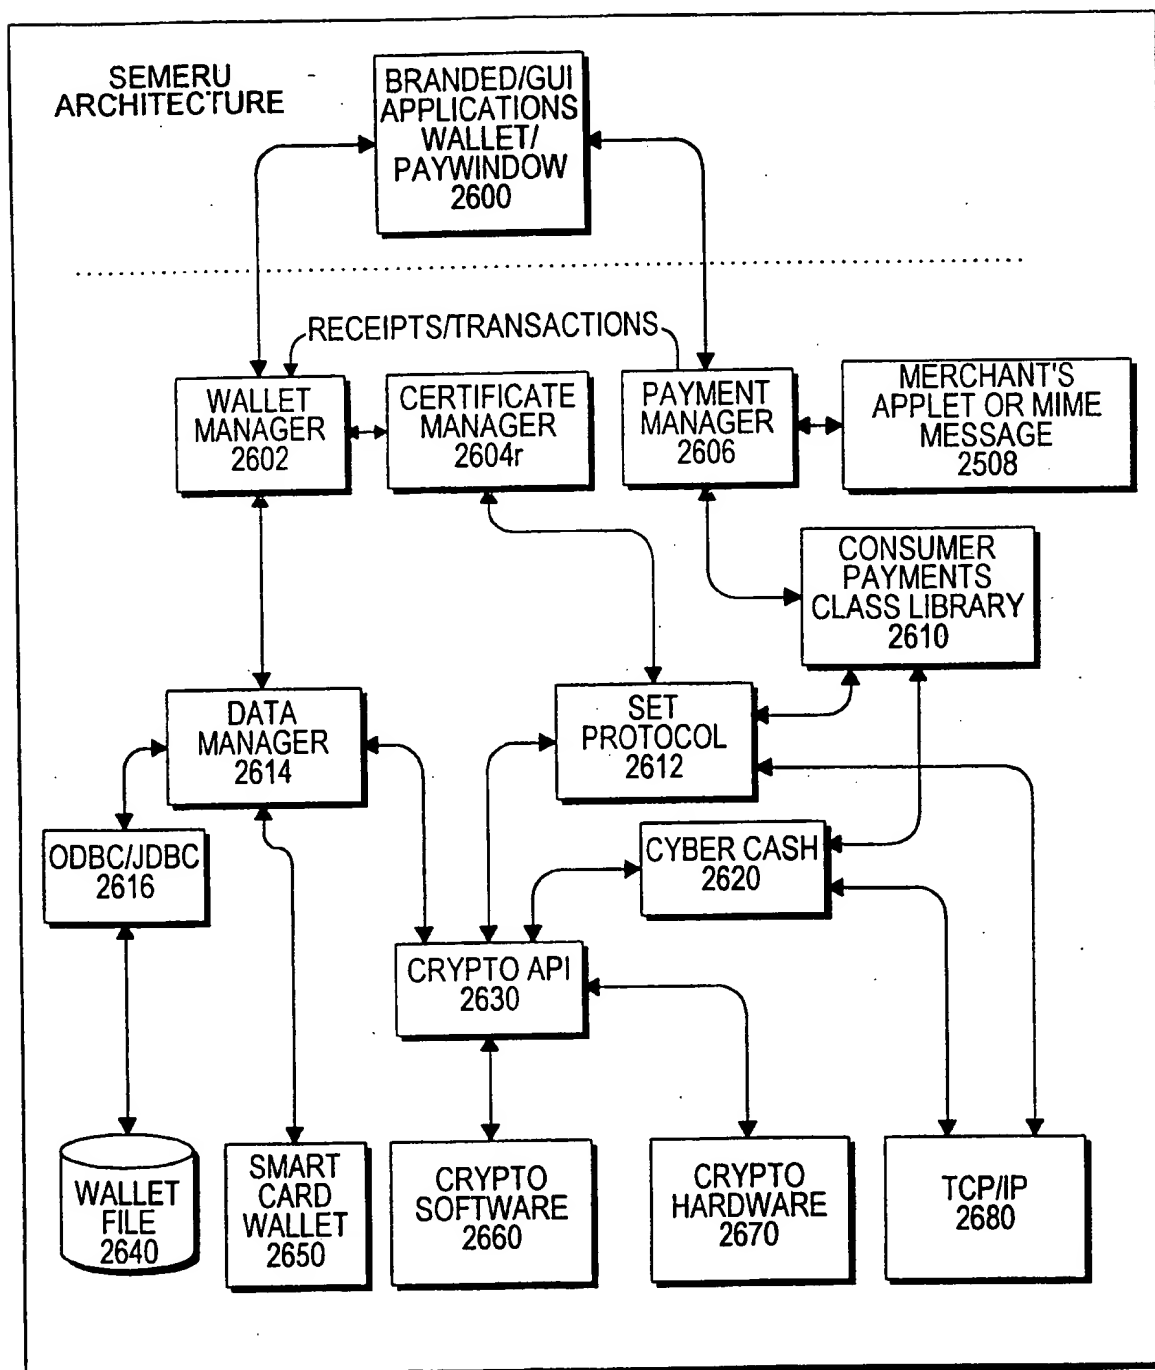 SEMERU
ARCHITECTURE
BRANDED/GUI
APPLICATIONS
WALLET/
PAYWINDOW
2600
RECEIPTS/TRANSACTIONS
WALLET
MANAGER
2602
CERTIFICATE
MANAGER
2604r
PAYMENT
MANAGER
2606
MERCHANT'S
APPLET OR MIME
MESSAGE
2508
CONSUMER
PAYMENTS
CLASS LIBRARY
2610
DATA
MANAGER
2614
SET
PROTOCOL
2612
ODBC/JDBC
2616
CYBER CASH
2620
CRYPTO API
2630
WALLET
FILE
2640
SMART
CARD
WALLET
2650
CRYPTO
SOFTWARE
2660
CRYPTO
HARDWARE
2670
TCP/IP
2680